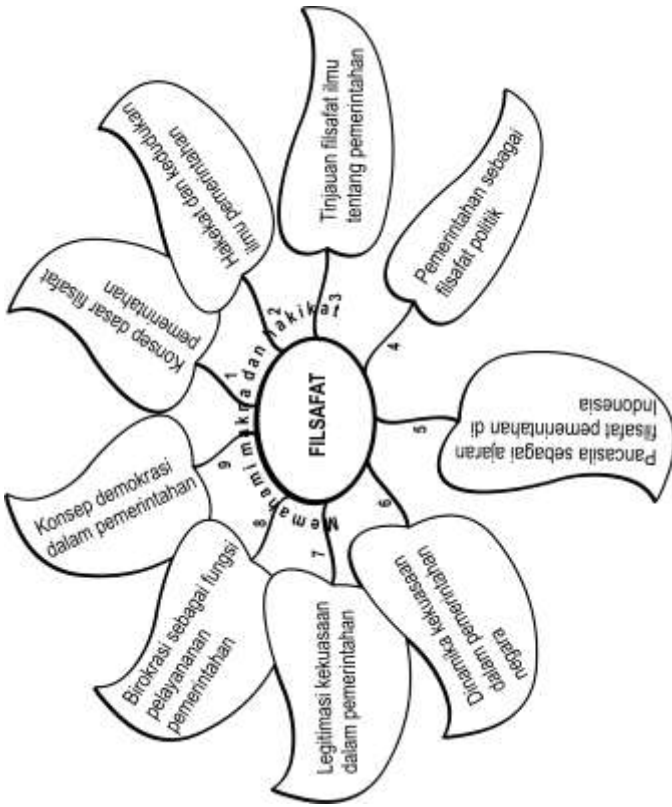 FILSAFAT
Memahami makna dan hakikat
1
Konsep dasar filsafat
pemerintahan
2
Hakekat dan kedudukan
ilmu pemerintahan
3
Tinjauan filsafat ilmu
tentang pemerintahan
4
Pemerintahan sebagai
filsafat politik
5
Pancasila sebagai ajaran
filsafat pemerintahan di
Indonesia
6
Dinamika kekuasaan
dalam pemerintahan
negara
7
Legitimasi kekuasaan
dalam pemerintahan
8
Birokrasi sebagai fungsi
pelayananan
pemerintahan
9
Konsep demokrasi
dalam pemerintahan